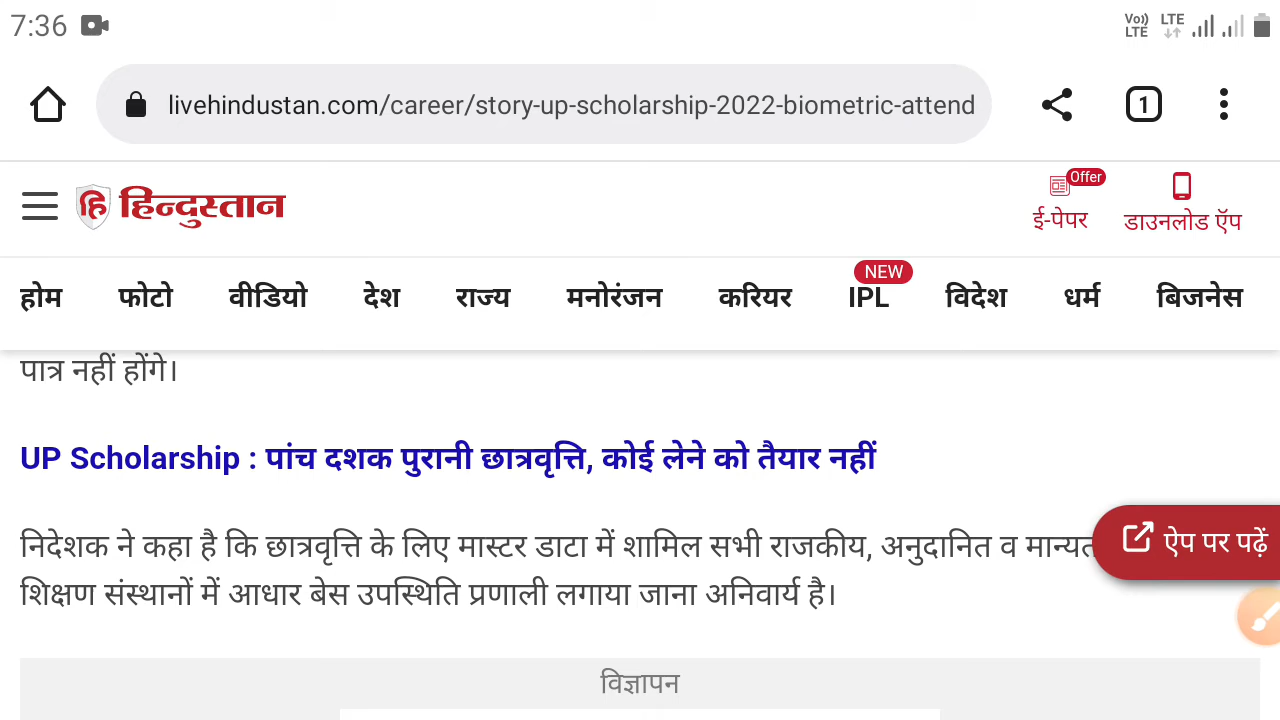 7:36
Vo)) LTE LTE
livehindustan.com/career/story-up-scholarship-2022-biometric-attend
1
हि हिन्दुस्तान
Offer
ई-पेपर
डाउनलोड ऍप
NEW
होम फोटो वीडियो देश राज्य मनोरंजन करियर IPL विदेश धर्म बिजनेस
पात्र नहीं होंगे।
UP Scholarship : पांच दशक पुरानी छात्रवृत्ति, कोई लेने को तैयार नहीं
निदेशक ने कहा है कि छात्रवृत्ति के लिए मास्टर डाटा में शामिल सभी राजकीय, अनुदानित व
ऐप पर पढ़ें
शिक्षण संस्थानों में आधार बेस उपस्थिति प्रणाली लगाया जाना अनिवार्य है।
विज्ञापन